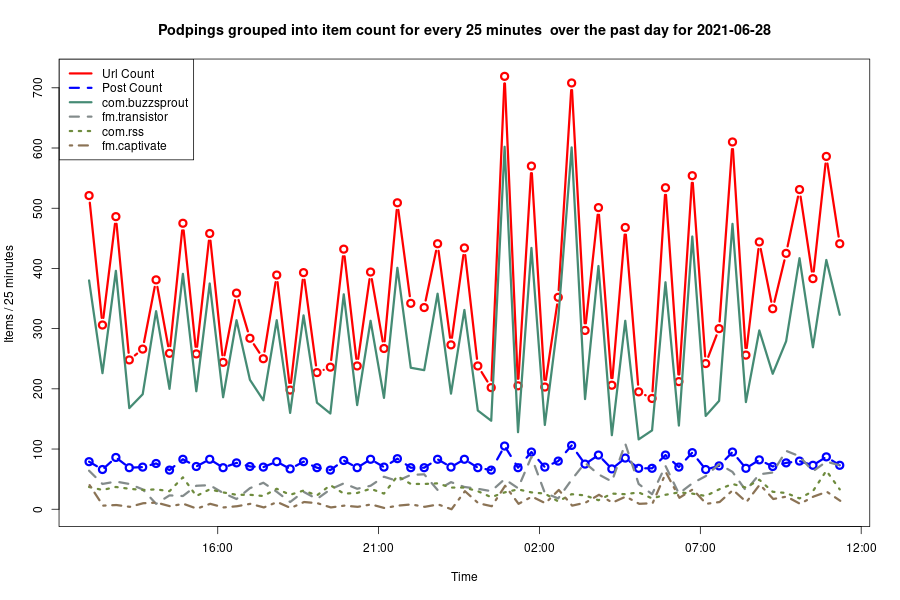 Podpings grouped into item count for every 25 minutes  over the past day for 2021-06-28
Url Count
Post Count
com.buzzsprout
fm.transistor
com.rss
fm.captivate
Items / 25 minutes
700
600
500
400
300
200
100
0
16:00 21:00 02:00 07:00 12:00
Time